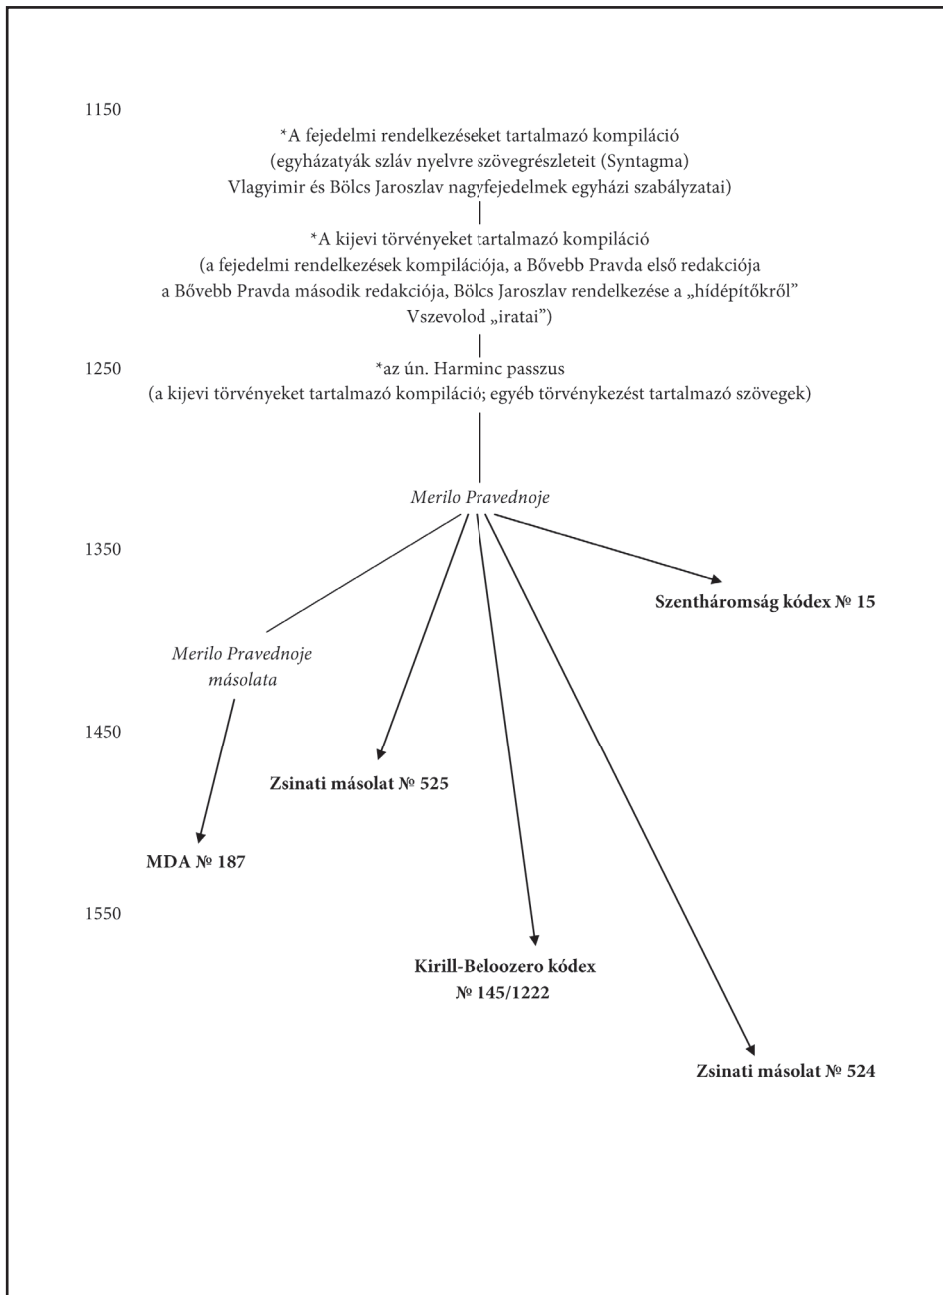 1150
*A fejedelmi rendelkezéseket tartalmazó kompiláció
(egyházatyák szláv nyelvre szövegrészleteit (Syntagma)
Vlagyimir és Bölcs Jaroszlav nagyfejedelmek egyházi szabályzatai)
*A kijevi törvényeket tartalmazó kompiláció
(a fejedelmi rendelkezések kompilációja, a Bővebb Pravda első redakciója
a Bővebb Pravda második redakciója, Bölcs Jaroszlav rendelkezése a „hídépítőkről”
Vszevolod „iratai”)
1250
*az ún. Harminc passzus
(a kijevi törvényeket tartalmazó kompiláció; egyéb törvénykezést tartalmazó szövegek)
Merilo Pravednoje
1350
Szentháromság kódex № 15
Merilo Pravednoje
másolata
1450
Zsinati másolat № 525
MDA № 187
1550
Kirill-Beloozero kódex
№ 145/1222
Zsinati másolat № 524